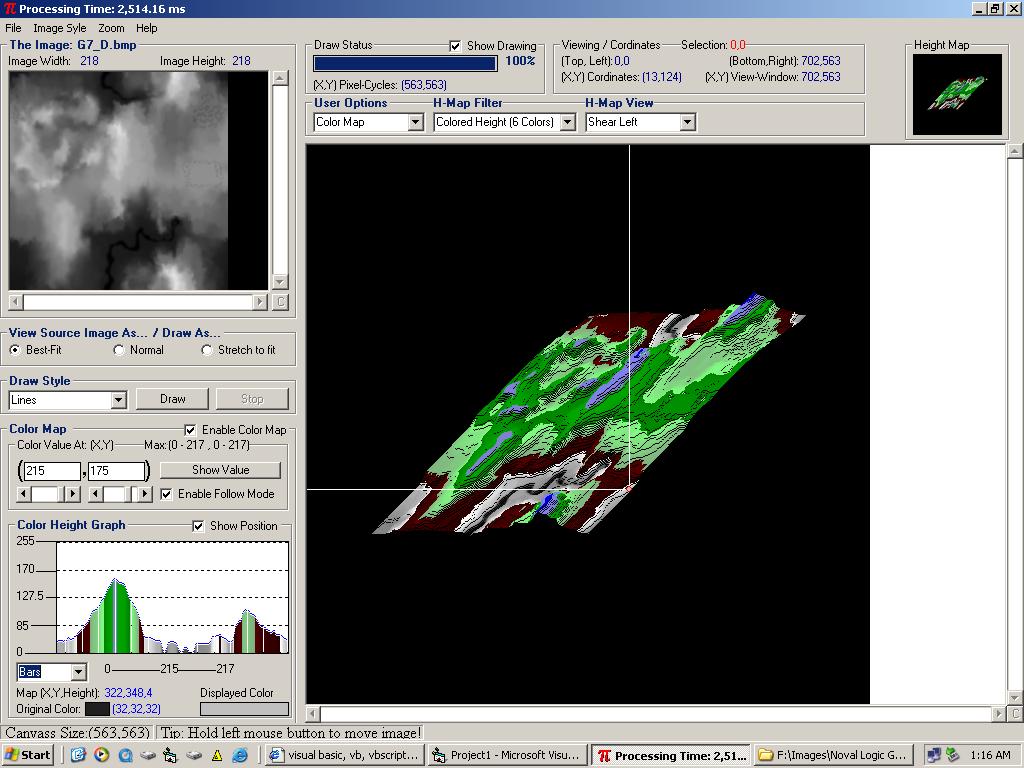 Processing Time: 2,514.16 ms
File Image Syle Zoom Help
The Image: G7_D.bmp
Image Width: 218 Image Height: 218
Draw Status Show Drawing
100%
(X,Y) Pixel-Cycles: (563,563)
Viewing / Cordinates Selection: 0,0
(Top, Left):0,0 (Bottom,Right): 702,563
(X,Y) Cordinates: (13,124) (X,Y) View-Window: 702,563
Height Map
User Options H-Map Filter H-Map View
Color Map Colored Height (6 Colors) Shear Left
C
View Source Image As... / Draw As...
Best-Fit Normal Stretch to fit
Draw Style
Lines Draw Stop
Color Map Enable Color Map
Color Value At: (X,Y) Max:(0 - 217 , 0 - 217)
(215 ,175 ) Show Value
Enable Follow Mode
Color Height Graph Show Position
255
170
127.5
85
0
Bars 0 215 217
Map (X,Y,Height): 322,348,4 Displayed Color
Original Color: (32,32,32)
C
Canvass Size:(563,563) Tip: Hold left mouse button to move image!
Start visual basic, vb, vbscript... Project1 - Microsoft Visu... Processing Time: 2,51... F:\Images\Noval Logic G... 1:16 AM